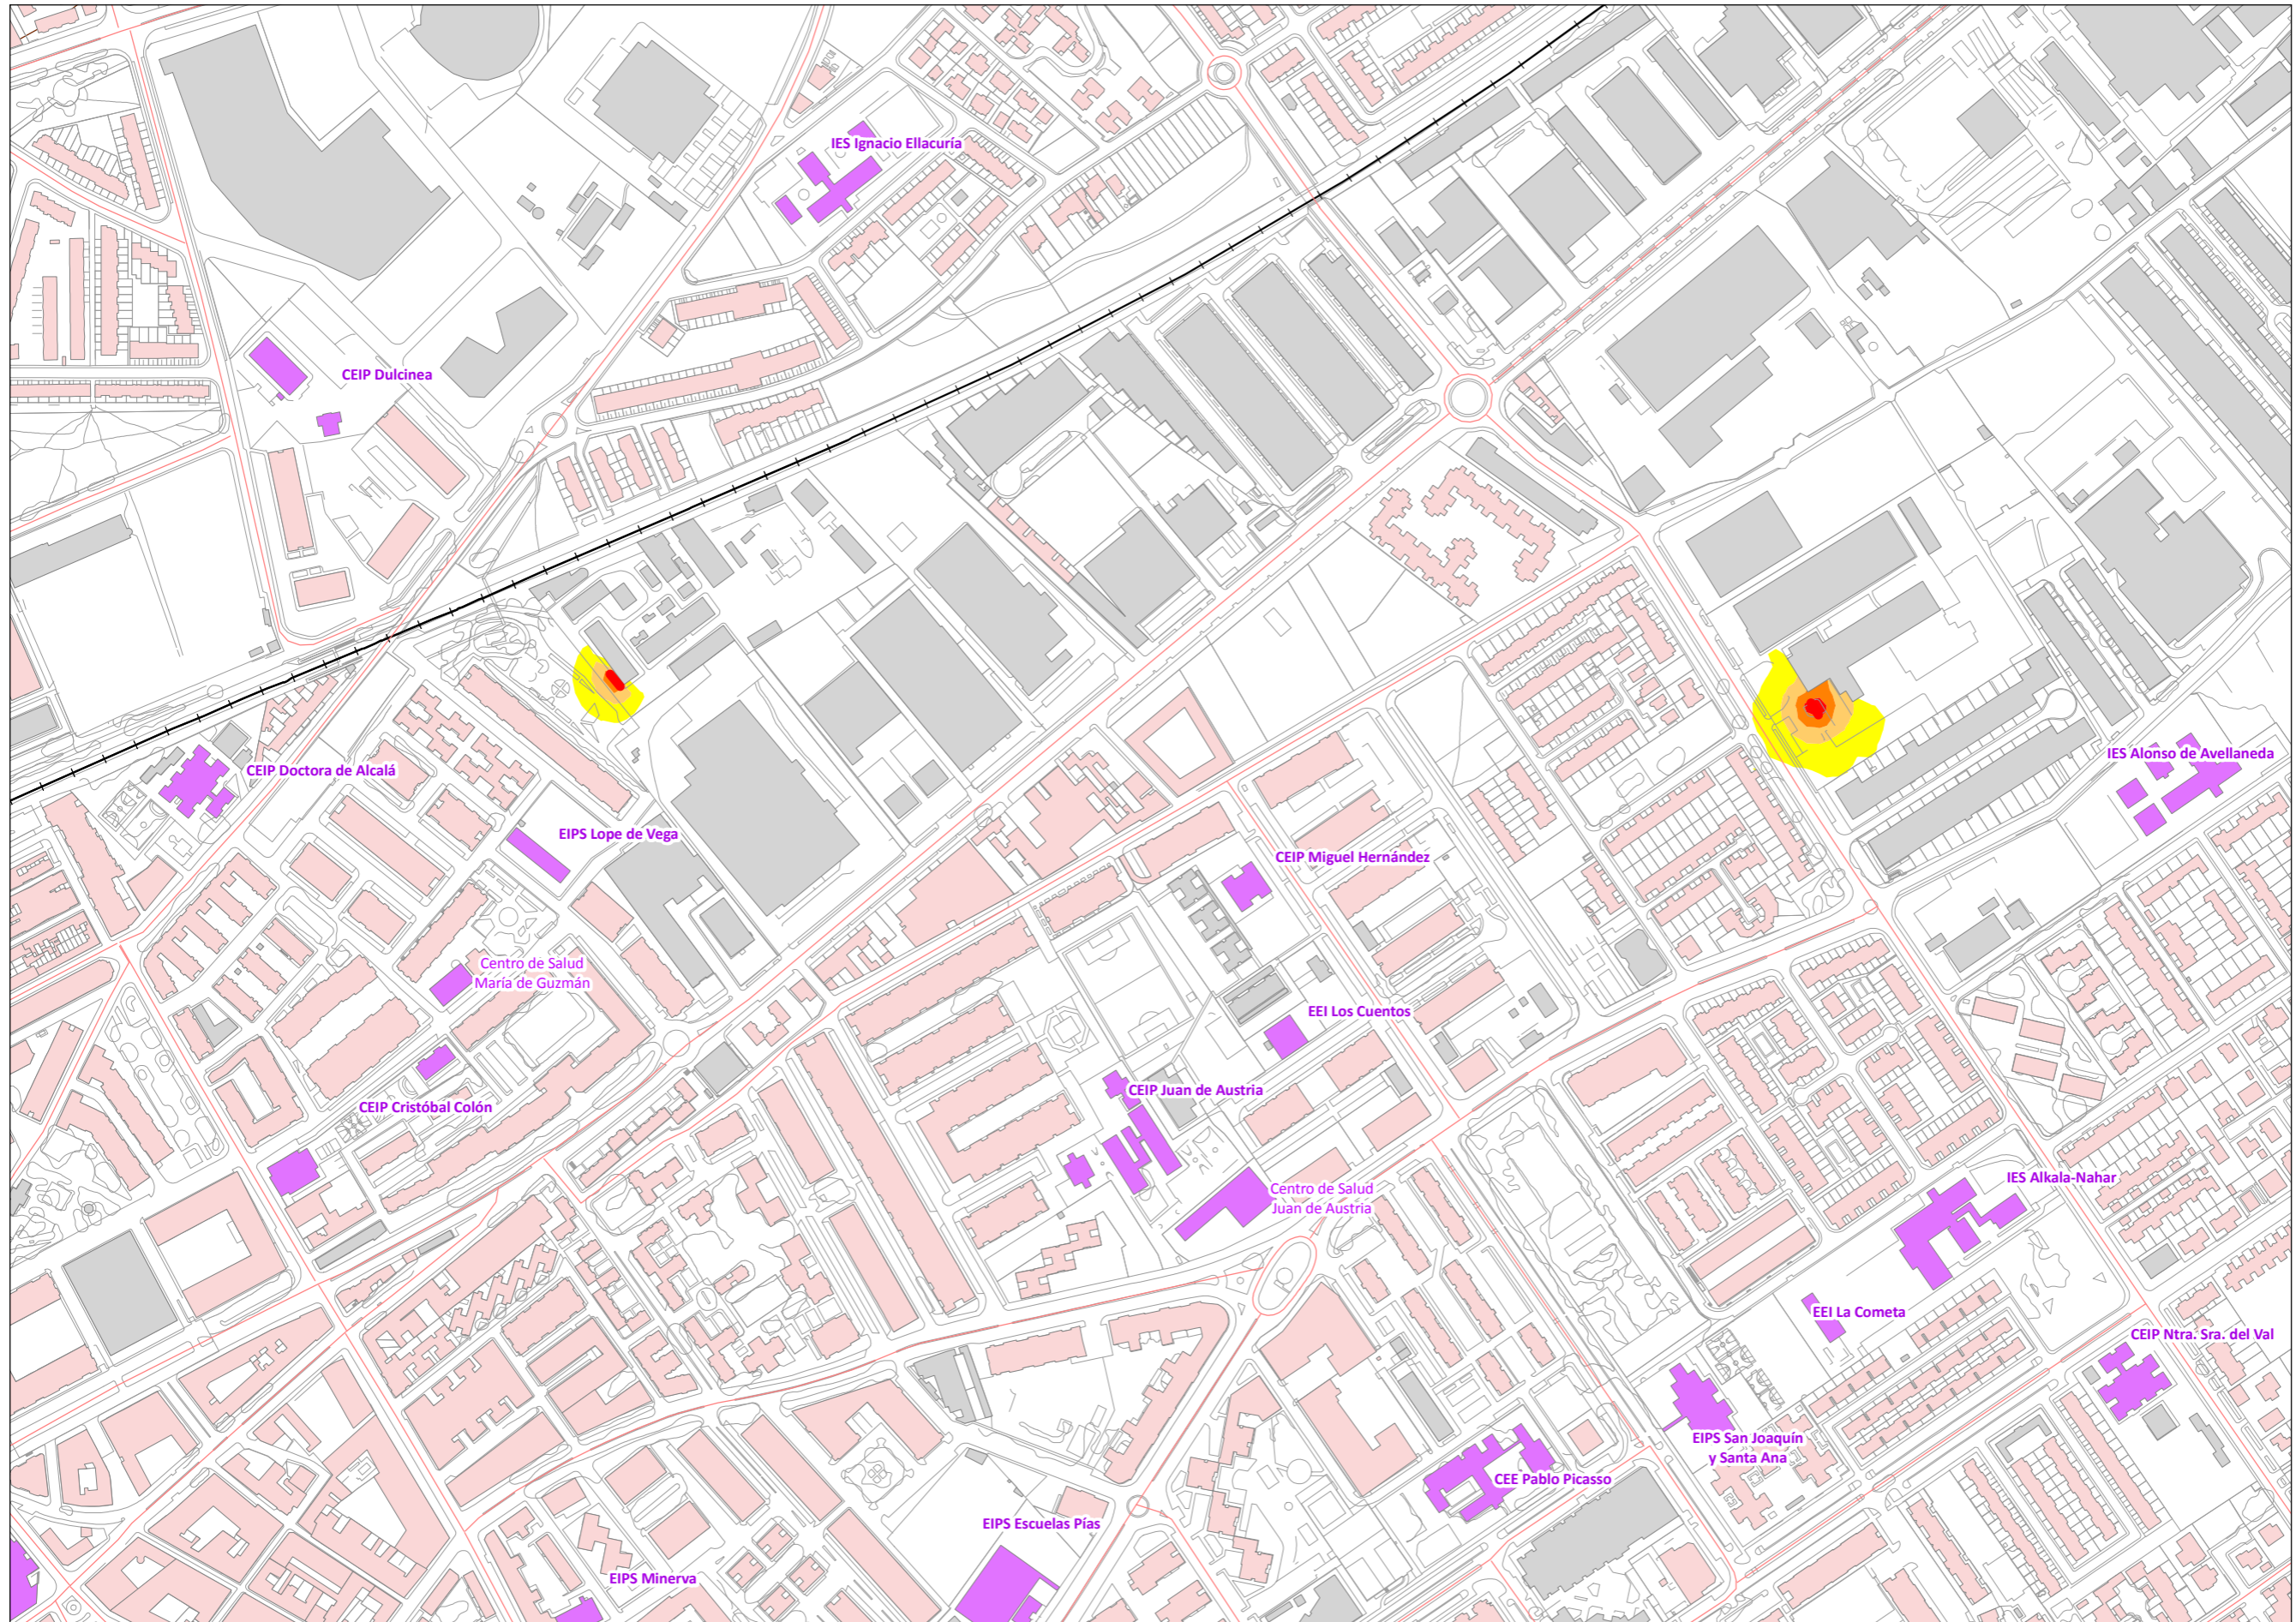 IES Ignacio Ellacuría
CEIP Dulcinea
CEIP Doctora de Alcalá
IES Alonso de Avellaneda
EIPS Lope de Vega
CEIP Miguel Hernández
Centro de Salud
María de Guzmán
EEI Los Cuentos
CEIP Juan de Austria
CEIP Cristóbal Colón
IES Alkala-Nahar
Centro de Salud
Juan de Austria
EEI La Cometa
CEIP Ntra. Sra. del Val
EIPS San Joaquín
y Santa Ana
CEE Pablo Picasso
EIPS Escuelas Pías
EIPS Minerva